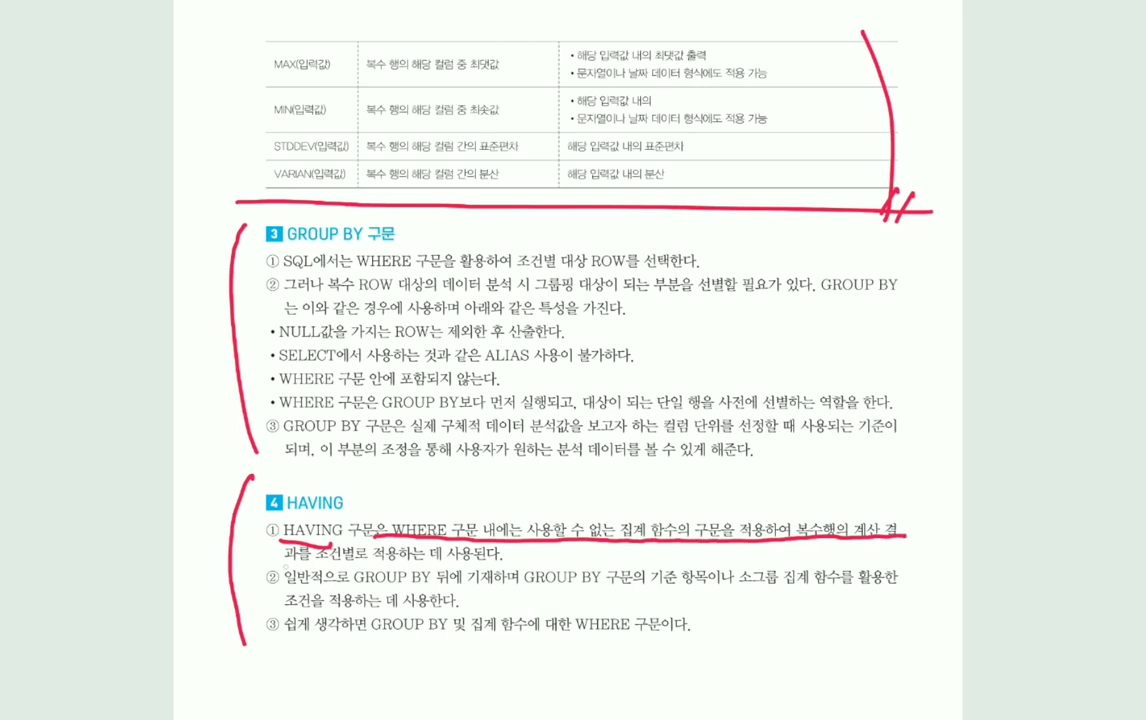 MAX(입력값) 복수 행의 해당 컬럼 중 최댓값 • 해당 입력값 내의 최댓값 출력
• 문자열이나 날짜 데이터 형식에도 적용 가능
MIN(입력값) 복수 행의 해당 컬럼 중 최솟값 • 해당 입력값 내의
• 문자열이나 날짜 데이터 형식에도 적용 가능
STDDEV(입력값) 복수 행의 해당 컬럼 간의 표준편차 해당 입력값 내의 표준편차
VARIAN(입력값) 복수 행의 해당 컬럼 간의 분산 해당 입력값 내의 분산
3 GROUP BY 구문
① SQL에서는 WHERE 구문을 활용하여 조건별 대상 ROW를 선택한다.
② 그러나 복수 ROW 대상의 데이터 분석 시 그룹핑 대상이 되는 부분을 선별할 필요가 있다. GROUP BY
는 이와 같은 경우에 사용하며 아래와 같은 특성을 가진다.
• NULL값을 가지는 ROW는 제외한 후 산출한다.
• SELECT에서 사용하는 것과 같은 ALIAS 사용이 불가하다.
• WHERE 구문 안에 포함되지 않는다.
• WHERE 구문은 GROUP BY보다 먼저 실행되고, 대상이 되는 단일 행을 사전에 선별하는 역할을 한다.
③ GROUP BY 구문은 실제 구체적 데이터 분석값을 보고자 하는 컬럼 단위를 선정할 때 사용되는 기준이
되며, 이 부분의 조정을 통해 사용자가 원하는 분석 데이터를 볼 수 있게 해준다.
4 HAVING
① HAVING 구문은 WHERE 구문 내에는 사용할 수 없는 집계 함수의 구문을 적용하여 복수행의 계산 결
과를 조건별로 적용하는 데 사용된다.
② 일반적으로 GROUP BY 뒤에 기재하며 GROUP BY 구문의 기준 항목이나 소그룹 집계 함수를 활용한
조건을 적용하는 데 사용한다.
③ 쉽게 생각하면 GROUP BY 및 집계 함수에 대한 WHERE 구문이다.